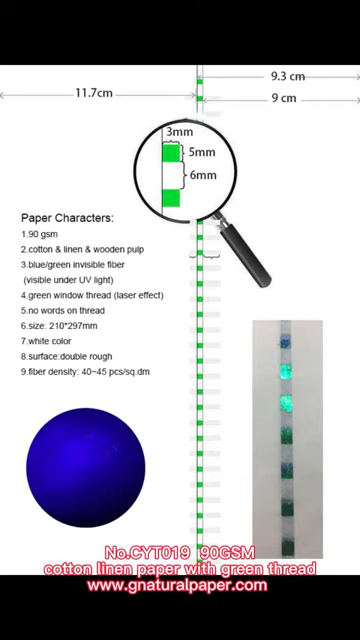 9.3 cm
11.7cm
9 cm
3mm
5mm
6mm
Paper Characters:
1.90 gsm
2.cotton & linen & wooden pulp
3.blue/green invisible fiber
(visible under UV light)
4.green window thread (laser effect)
5.no words on thread
6.size: 210*297mm
7.white color
8.surface:double rough
9.fiber density: 40~45 pcs/sq.dm
No.CYT019 90GSM
cotton linen paper with green thread
www.gnaturalpaper.com